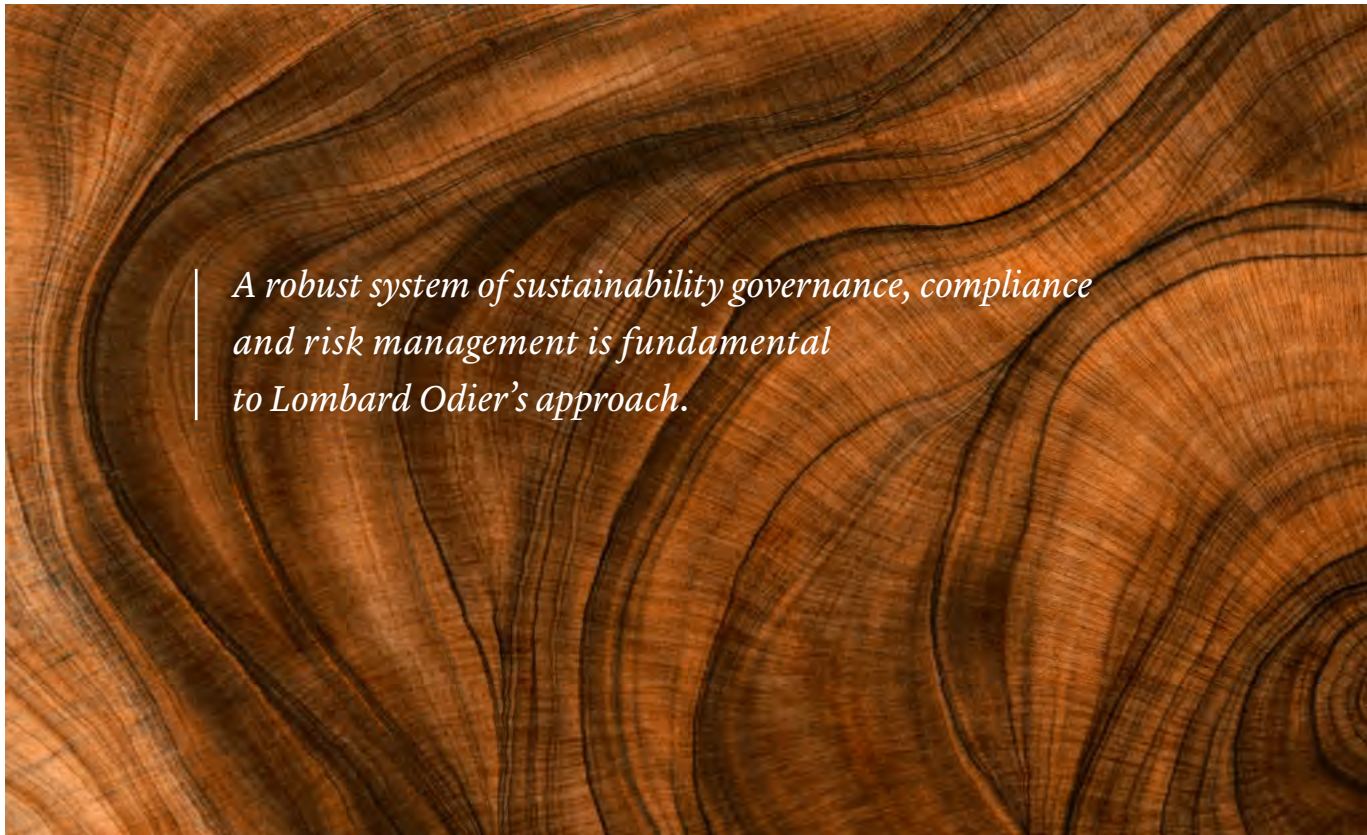 A robust system of sustainability governance, compliance
and risk management is fundamental
to Lombard Odier’s approach.